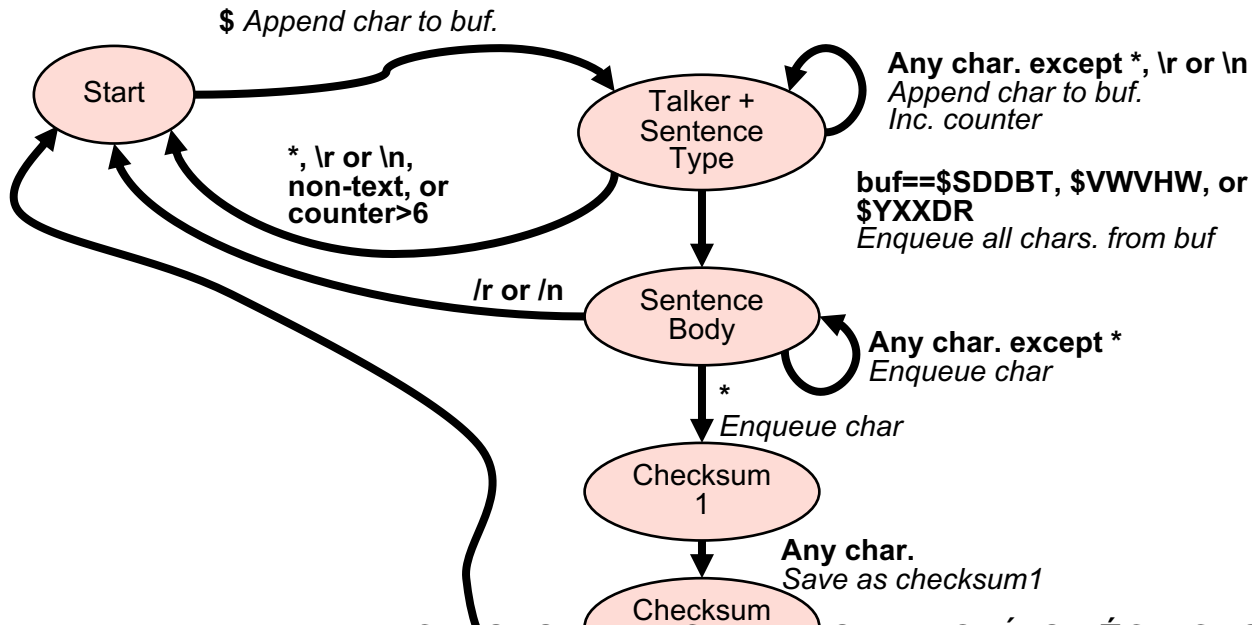 $ Append char to buf.
Start
Talker +
Sentence
Type
Any char. except *, \r or \n
Append char to buf.
Inc. counter
*, \r or \n,
non-text, or
counter>6
buf==$SDDBT, $VWVHW, or
$YXXDR
Enqueue all chars. from buf
/r or /n
Sentence
Body
Any char. except *
Enqueue char
*
Enqueue char
Checksum
1
Any char.
Save as checksum1
Checksum